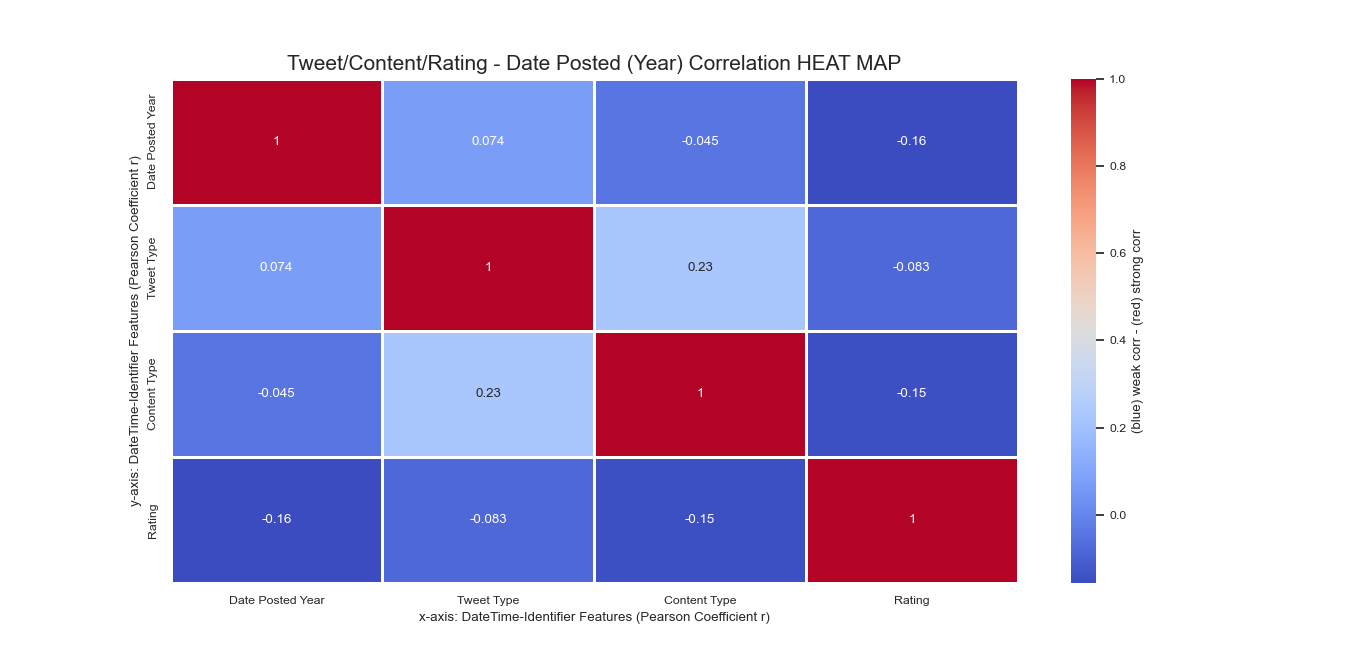 Tweet/Content/Rating - Date Posted (Year) Correlation HEAT MAP
y-axis: DateTime-Identifier Features (Pearson Coefficient r)
Date Posted Year
1
0.074
-0.045
-0.16
Tweet Type
0.074
1
0.23
-0.083
Content Type
-0.045
0.23
1
-0.15
Rating
-0.16
-0.083
-0.15
1
Date Posted Year
Tweet Type
Content Type
Rating
x-axis: DateTime-Identifier Features (Pearson Coefficient r)
1.0
0.8
0.6
0.4
0.2
0.0
(blue) weak corr - (red) strong corr